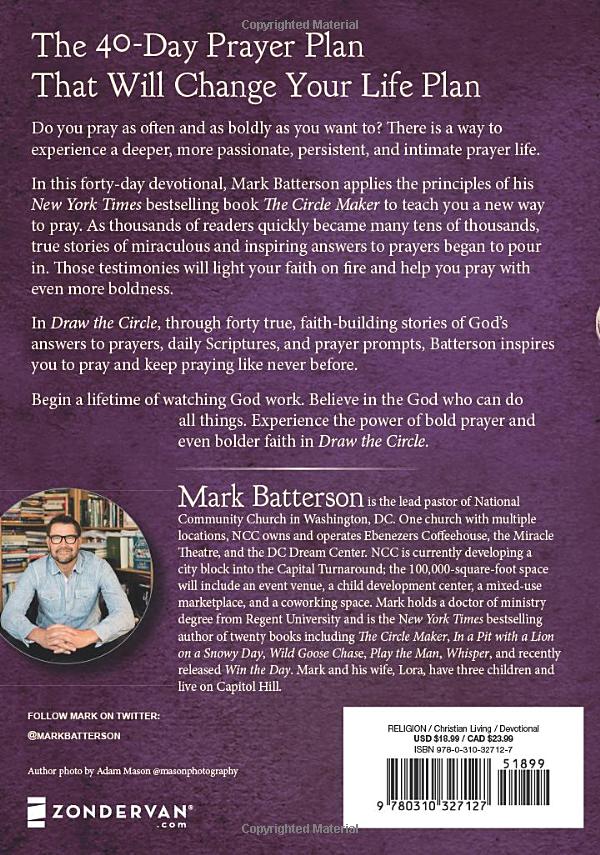 Copyrighted Material
The 40-Day Prayer Plan
That Will Change Your Life Plan
Do you pray as often and as boldly as you want to? There is a way to
experience a deeper, more passionate, persistent, and intimate prayer life.
In this forty-day devotional, Mark Batterson applies the principles of his
New York Times bestselling book The Circle Maker to teach you a new way
to pray. As thousands of readers quickly became many tens of thousands,
true stories of miraculous and inspiring answers to prayers began to pour
in. Those testimonies will light your faith on fire and help you pray with
even more boldness.
In Draw the Circle, through forty true, faith-building stories of God's
answers to prayers, daily Scriptures, and prayer prompts, Batterson inspires
you to pray and keep praying like never before.
Begin a lifetime of watching God work. Believe in the God who can do
all things. Experience the power of bold prayer and
even bolder faith in Draw the Circle.
Mark Batterson is the lead pastor of National
Community Church in Washington, DC. One church with multiple
locations, NCC owns and operates Ebenezers Coffeehouse, the Miracle
Theatre, and the DC Dream Center. NCC is currently developing a
city block into the Capital Turnaround; the 100,000-square-foot space
will include an event venue, a child development center, a mixed-use
marketplace, and a coworking space. Mark holds a doctor of ministry
degree from Regent University and is the New York Times bestselling
author of twenty books including The Circle Maker, In a Pit with a Lion
on a Snowy Day, Wild Goose Chase, Play the Man, Whisper, and recently
released Win the Day. Mark and his wife, Lora, have three children and
live on Capitol Hill.
FOLLOW MARK ON TWITTER:
@MARKBATTERSON
Author photo by Adam Mason @masonphotography
ZONDERVAN®
.com
RELIGION / Christian Living / Devotional
USD $18.99 / CAD $23.99
ISBN 978-0-310-32712-7
51899
9 780310 327127
Copyrighted Material